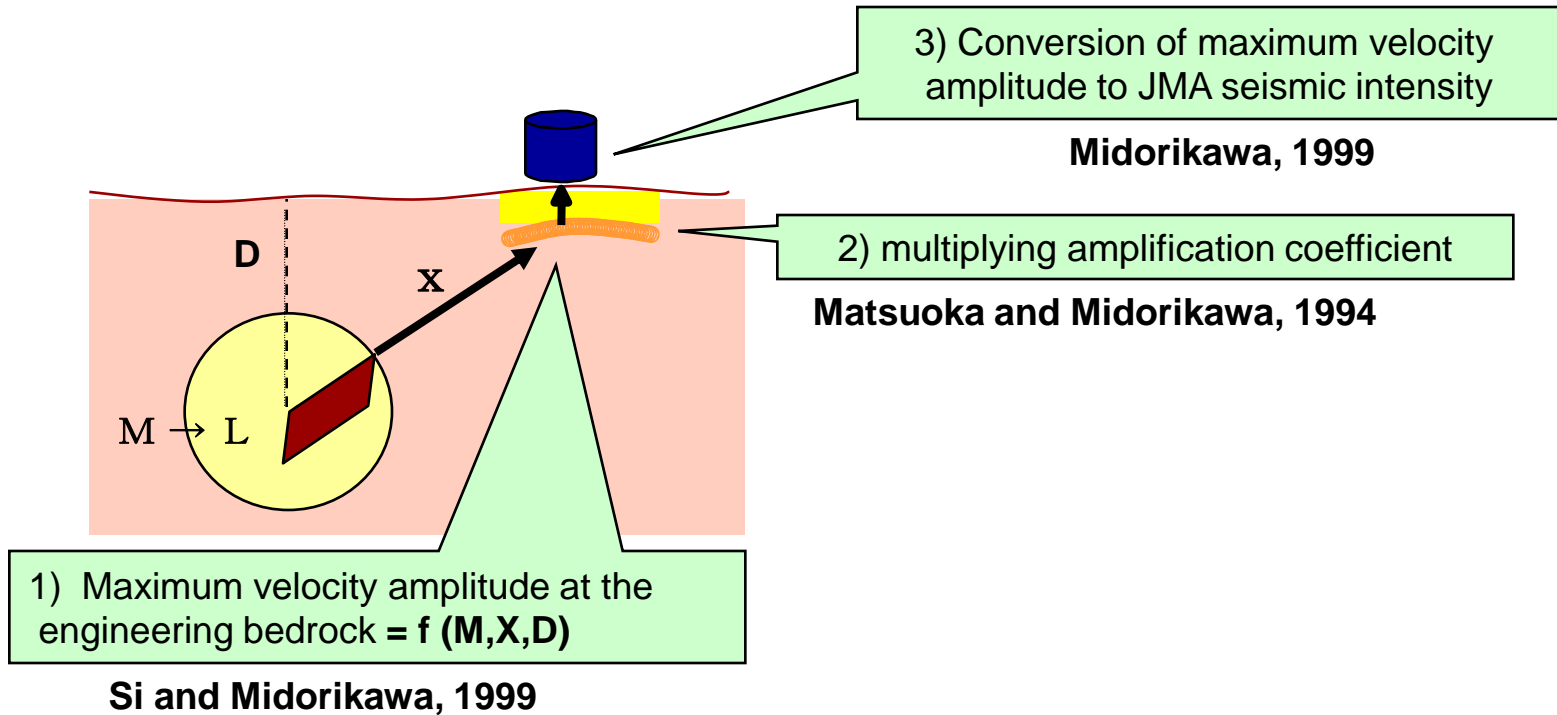 3) Conversion of maximum velocity
amplitude to JMA seismic intensity
Midorikawa, 1999
D
x
2) multiplying amplification coefficient
Matsuoka and Midorikawa, 1994
M → L
1) Maximum velocity amplitude at the
engineering bedrock = f (M,X,D)
Si and Midorikawa, 1999